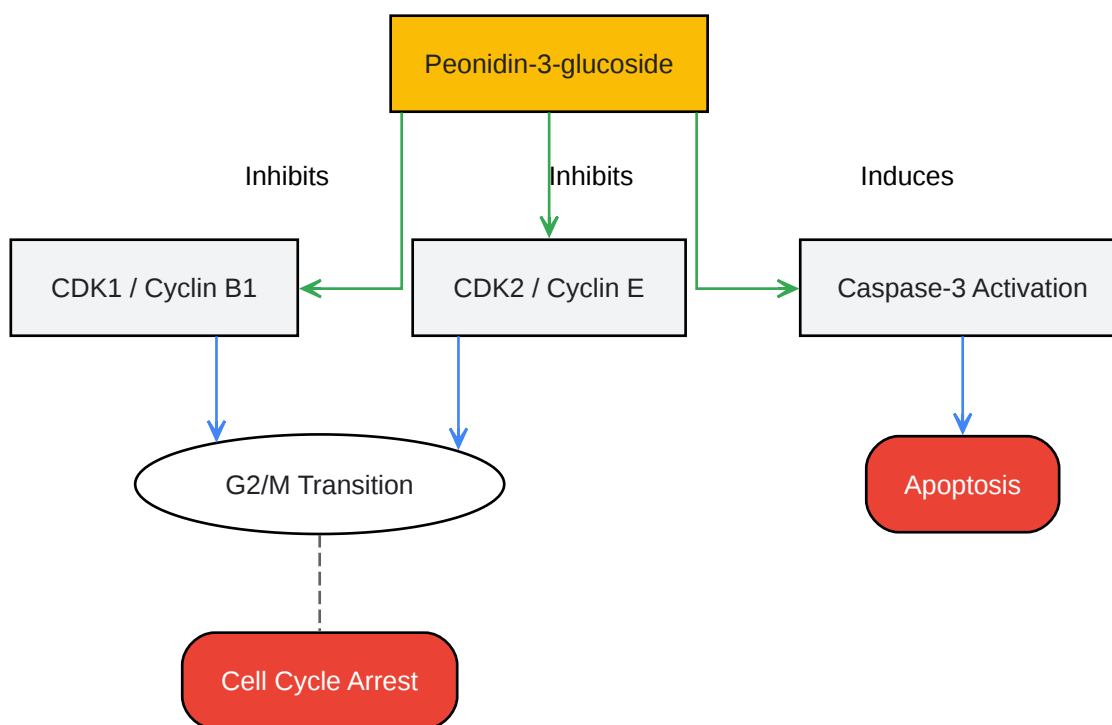 Peonidin-3-glucoside
Inhibits
Inhibits
Induces
CDK1 / Cyclin B1
CDK2 / Cyclin E
Caspase-3 Activation
G2/M Transition
Apoptosis
Cell Cycle Arrest